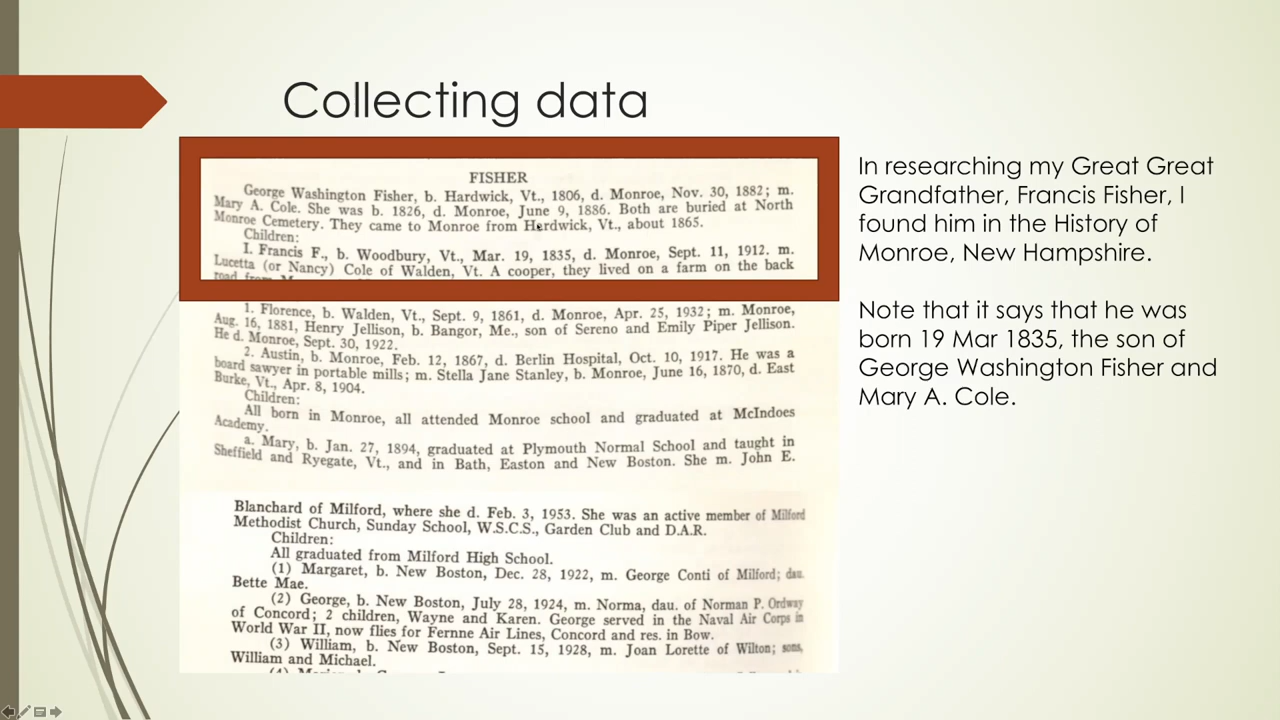 Collecting data
FISHER
George Washington Fisher, b. Hardwick, Vt., 1806, d. Monroe, Nov. 30, 1882; m.
Mary A. Cole. She was b. 1826, d. Monroe, June 9, 1886. Both are buried at North
Monroe Cemetery. They came to Monroe from Hardwick, Vt., about 1865.
Children:
I. Francis F., b. Woodbury, Vt., Mar. 19, 1835, d. Monroe, Sept. 11, 1912. m.
Lucetta (or Nancy) Cole of Walden, Vt. A cooper, they lived on a farm on the back
road from
1. Florence, b. Walden, Vt., Sept. 9, 1861, d. Monroe, Apr. 25, 1932; m. Monroe,
Aug. 16, 1881, Henry Jellison, b. Bangor, Me., son of Sereno and Emily Piper Jellison.
He d. Monroe, Sept. 30, 1922.
2. Austin, b. Monroe, Feb. 12, 1867, d. Berlin Hospital, Oct. 10, 1917. He was a
board sawyer in portable mills; m. Stella Jane Stanley, b. Monroe, June 16, 1870, d. East
Burke, Vt., Apr. 8, 1904.
Children:
All born in Monroe, all attended Monroe school and graduated at McIndoes
Academy.
a. Mary, b. Jan. 27, 1894, graduated at Plymouth Normal School and taught in
Sheffield and Ryegate, Vt., and in Bath, Easton and New Boston. She m. John E.
Blanchard of Milford, where she d. Feb. 3, 1953. She was an active member of Milford
Methodist Church, Sunday School, W.S.C.S., Garden Club and D.A.R.
Children:
All graduated from Milford High School.
(1) Margaret, b. New Boston, Dec. 28, 1922, m. George Conti of Milford; dau.
Bette Mae.
(2) George, b. New Boston, July 28, 1924, m. Norma, dau. of Norman P. Ordway
of Concord; 2 children, Wayne and Karen. George served in the Naval Air Corps in
World War II, now flies for Fernne Air Lines, Concord and res. in Bow.
(3) William, b. New Boston, Sept. 15, 1928, m. Joan Lorette of Wilton; sons,
William and Michael.
In researching my Great Great
Grandfather, Francis Fisher, I
found him in the History of
Monroe, New Hampshire.
Note that it says that he was
born 19 Mar 1835, the son of
George Washington Fisher and
Mary A. Cole.